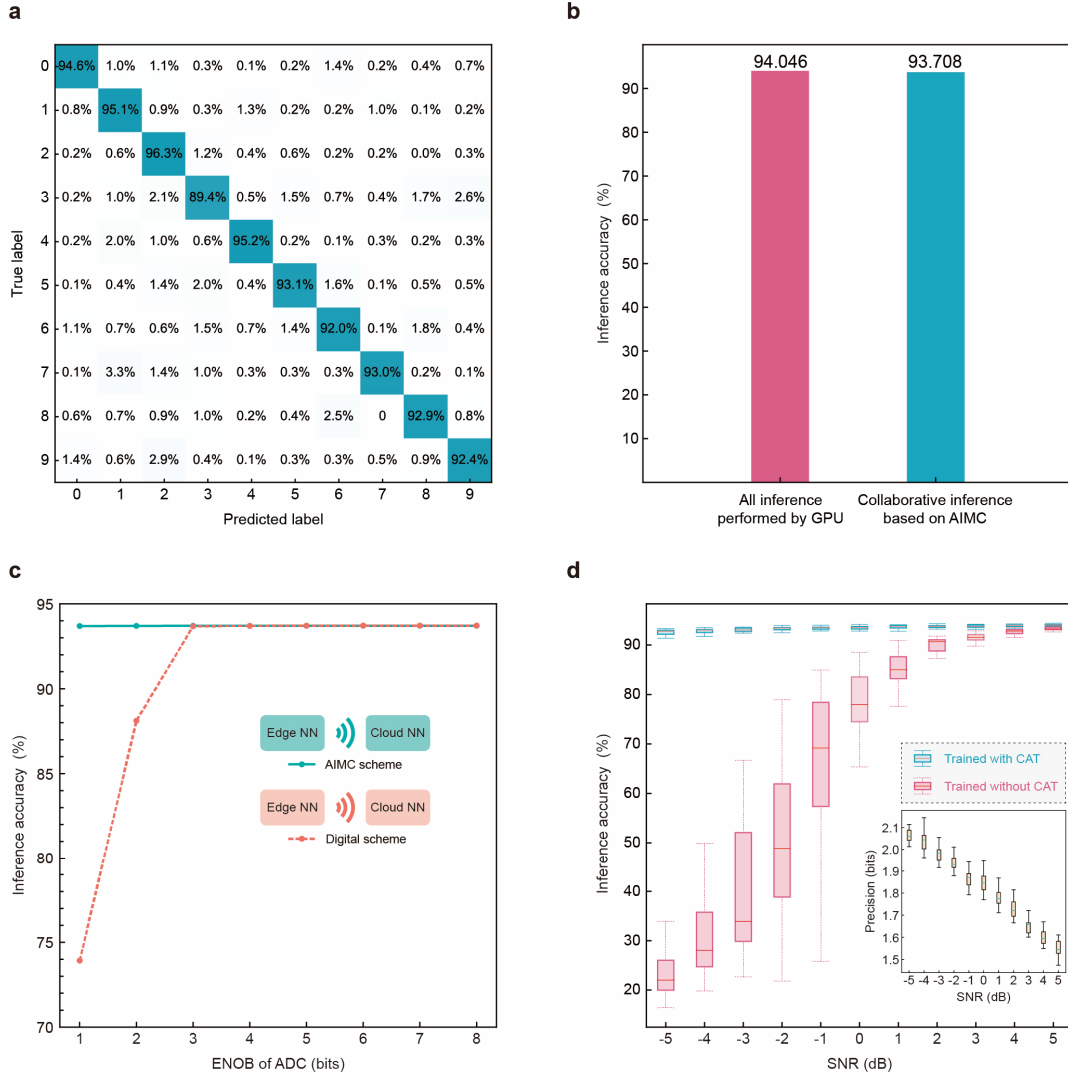 a
True label
0 94.6% 1.0% 1.1% 0.3% 0.1% 0.2% 1.4% 0.2% 0.4% 0.7%
1 0.8% 95.1% 0.9% 0.3% 1.3% 0.2% 0.2% 1.0% 0.1% 0.2%
2 0.2% 0.6% 96.3% 1.2% 0.4% 0.6% 0.2% 0.2% 0.0% 0.3%
3 0.2% 1.0% 2.1% 89.4% 0.5% 1.5% 0.7% 0.4% 1.7% 2.6%
4 0.2% 2.0% 1.0% 0.6% 95.2% 0.2% 0.1% 0.3% 0.2% 0.3%
5 0.1% 0.4% 1.4% 2.0% 0.4% 93.1% 1.6% 0.1% 0.5% 0.5%
6 1.1% 0.7% 0.6% 1.5% 0.7% 1.4% 92.0% 0.1% 1.8% 0.4%
7 0.1% 3.3% 1.4% 1.0% 0.3% 0.3% 0.3% 93.0% 0.2% 0.1%
8 0.6% 0.7% 0.9% 1.0% 0.2% 0.4% 2.5% 0 92.9% 0.8%
9 1.4% 0.6% 2.9% 0.4% 0.1% 0.3% 0.3% 0.5% 0.9% 92.4%
0 1 2 3 4 5 6 7 8 9
Predicted label
b
Inference accuracy (%)
94.046 93.708
90
80
70
60
50
40
30
20
10
All inference
performed by GPU
Collaborative inference
based on AIMC
c
Inference accuracy (%)
95
90
85
80
75
70
Edge NN Cloud NN
AIMC scheme
Edge NN Cloud NN
Digital scheme
1 2 3 4 5 6 7 8
ENOB of ADC (bits)
d
Inference accuracy (%)
90
80
70
60
50
40
30
20
Trained with CAT
Trained without CAT
Precision (bits)
2.1
2.0
1.9
1.8
1.7
1.6
1.5
-5 -4 -3 -2 -1 0 1 2 3 4 5
SNR (dB)
-5 -4 -3 -2 -1 0 1 2 3 4 5
SNR (dB)